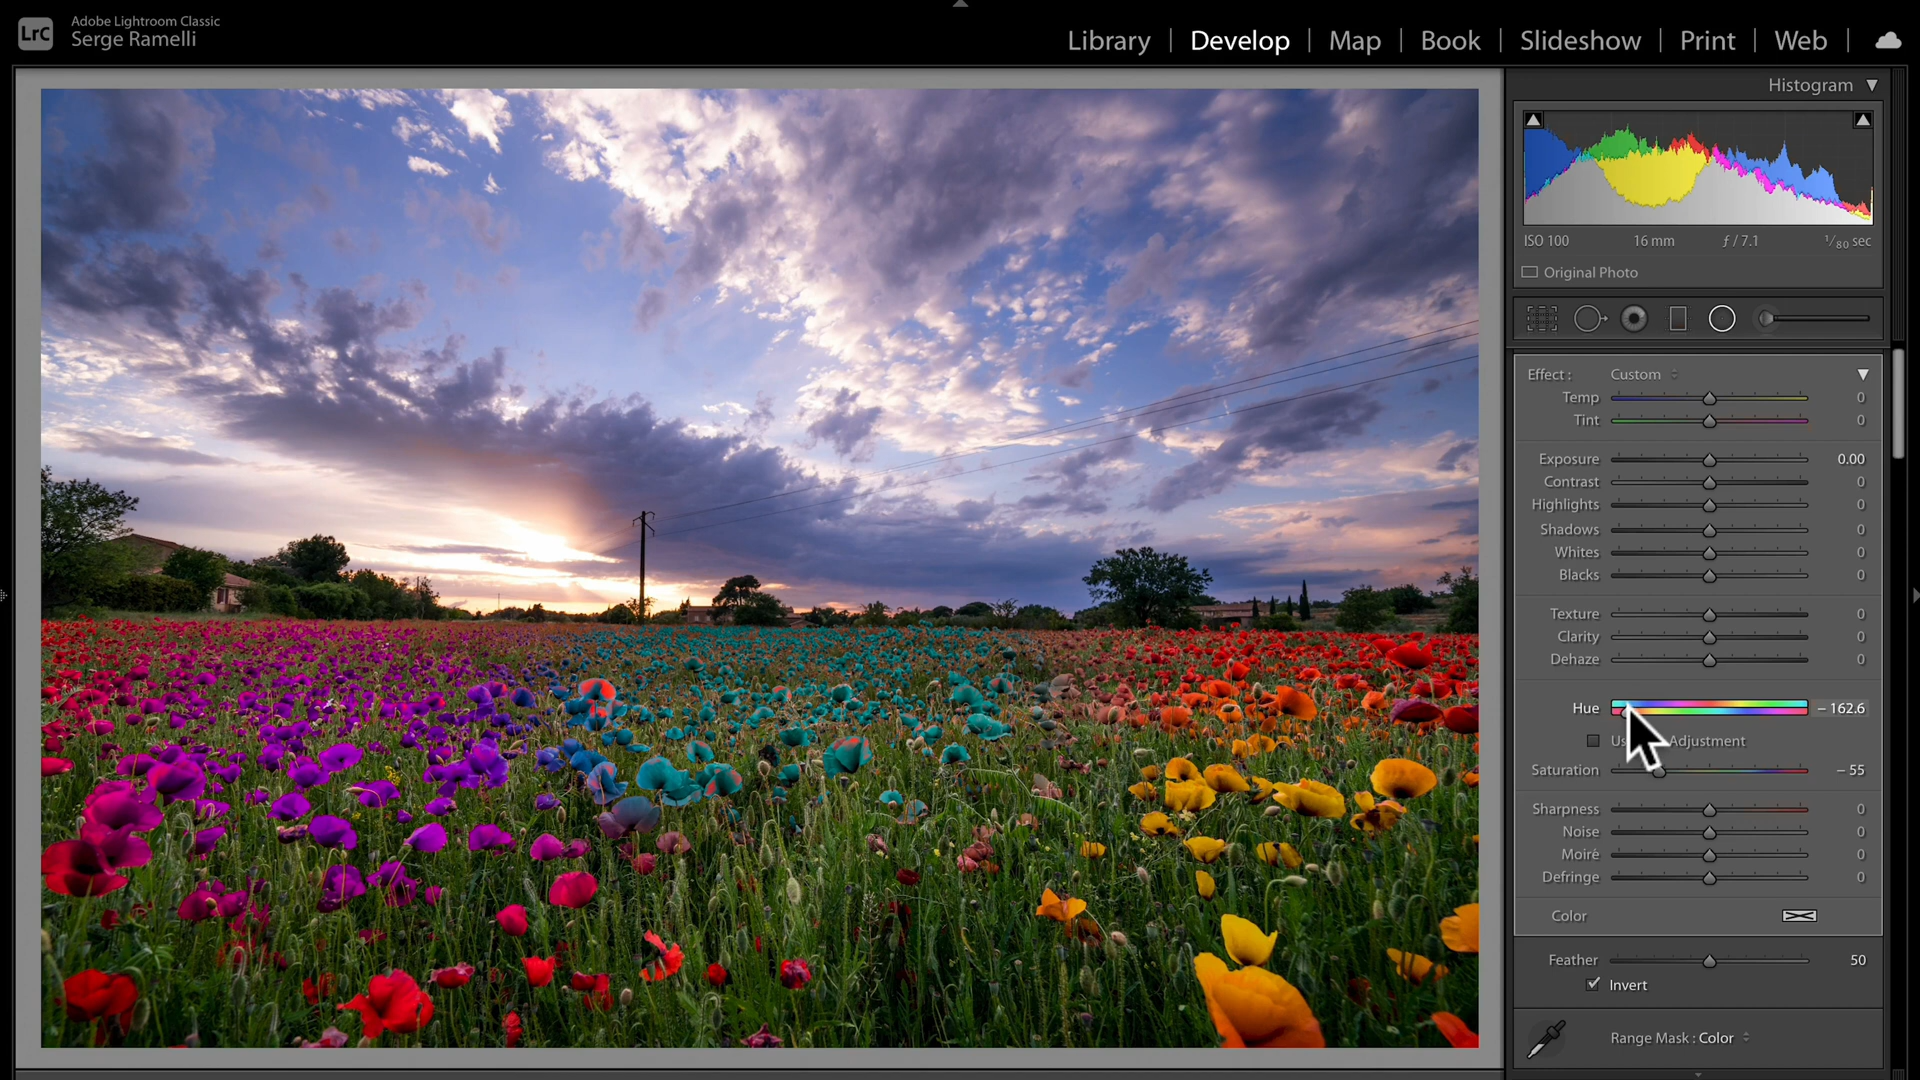 LrC
Adobe Lightroom Classic
Serge Ramelli
Library | Develop | Map | Book | Slideshow | Print | Web |
Histogram
ISO 100 16 mm ƒ / 7.1 1/80 sec
Original Photo
Effect : Custom
Temp 0
Tint 0
Exposure 0.00
Contrast 0
Highlights 0
Shadows 0
Whites 0
Blacks 0
Texture 0
Clarity 0
Dehaze 0
Hue – 162.6
Adjustment
Saturation – 55
Sharpness 0
Noise 0
Moiré 0
Defringe 0
Color
Feather 50
Invert
Range Mask : Color